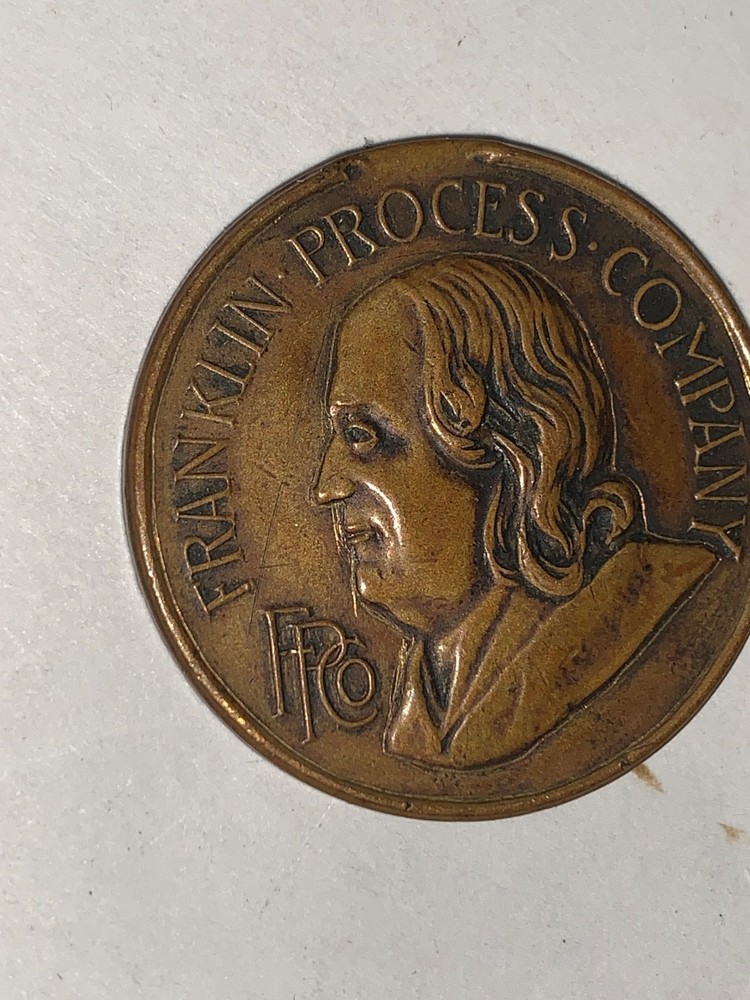 FRANKLIN · PROCESS · COMPANY
FPCo